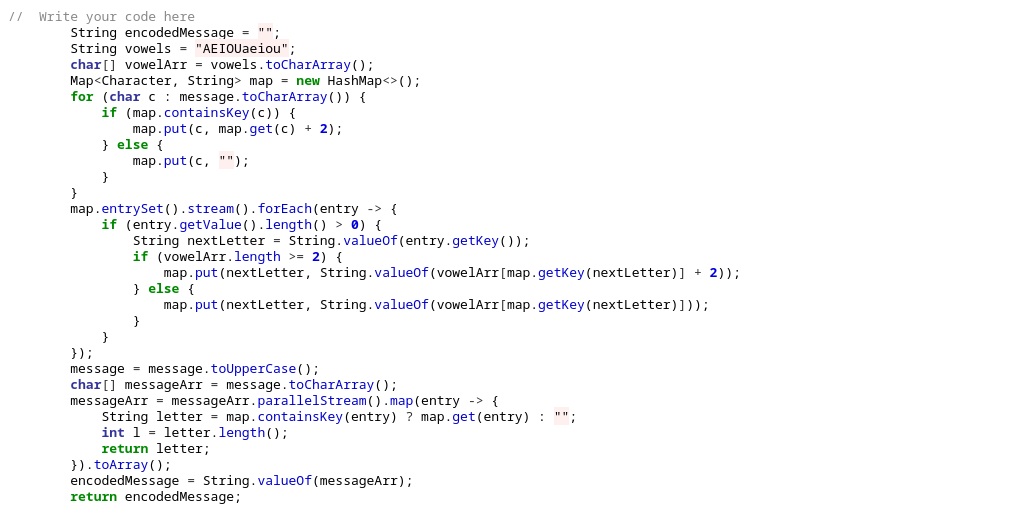 //  Write your code here
        String encodedMessage = "";
        String vowels = "AEIOUaeiou";
        char[] vowelArr = vowels.toCharArray();
        Map<Character, String> map = new HashMap<>();
        for (char c : message.toCharArray()) {
            if (map.containsKey(c)) {
                map.put(c, map.get(c) + 2);
            } else {
                map.put(c, "");
            }
        }
        map.entrySet().stream().forEach(entry -> {
            if (entry.getValue().length() > 0) {
                String nextLetter = String.valueOf(entry.getKey());
                if (vowelArr.length >= 2) {
                    map.put(nextLetter, String.valueOf(vowelArr[map.getKey(nextLetter)] + 2));
                } else {
                    map.put(nextLetter, String.valueOf(vowelArr[map.getKey(nextLetter)]));
                }
            }
        });
        message = message.toUpperCase();
        char[] messageArr = message.toCharArray();
        messageArr = messageArr.parallelStream().map(entry -> {
            String letter = map.containsKey(entry) ? map.get(entry) : "";
            int l = letter.length();
            return letter;
        }).toArray();
        encodedMessage = String.valueOf(messageArr);
        return encodedMessage;